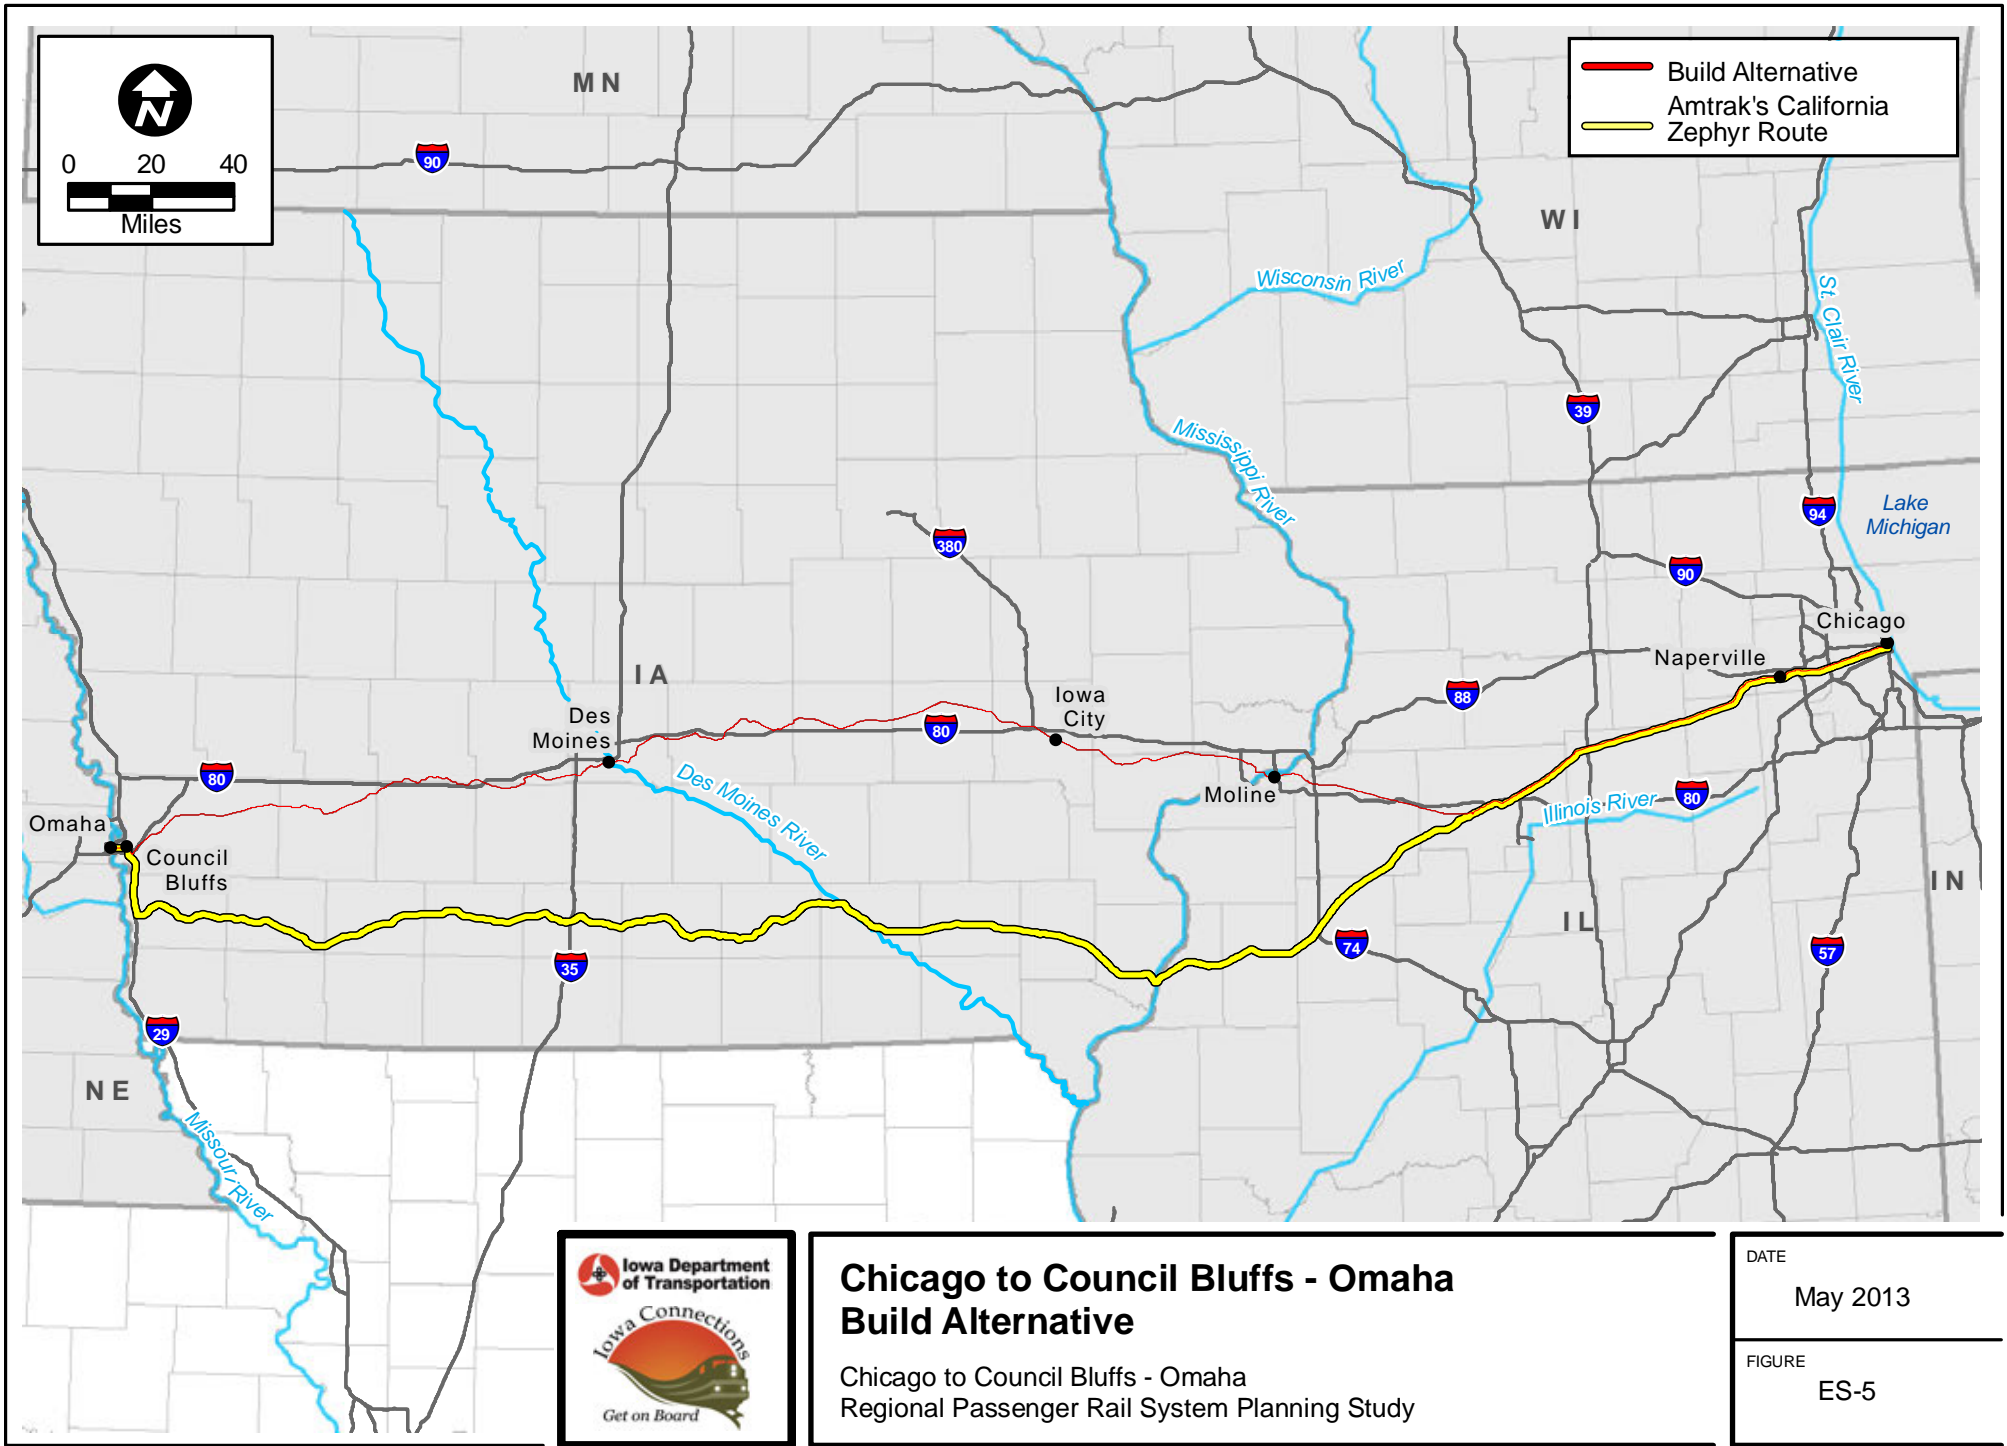 N
0 20 40
Miles
Build Alternative
Amtrak's California
Zephyr Route
MN
90
WI
Wisconsin River
St. Clair River
39
Mississippi River
Lake
Michigan
94
380
90
Chicago
Naperville
IA
Iowa
City
88
Des
Moines
80
80
Des Moines River
Moline
Illinois River
80
Omaha
Council
Bluffs
IN
IL
74
57
35
29
NE
Missouri River
Iowa Department
of Transportation
Iowa Connections
Get on Board
Chicago to Council Bluffs - Omaha
Build Alternative
Chicago to Council Bluffs - Omaha
Regional Passenger Rail System Planning Study
DATE
May 2013
FIGURE
ES-5